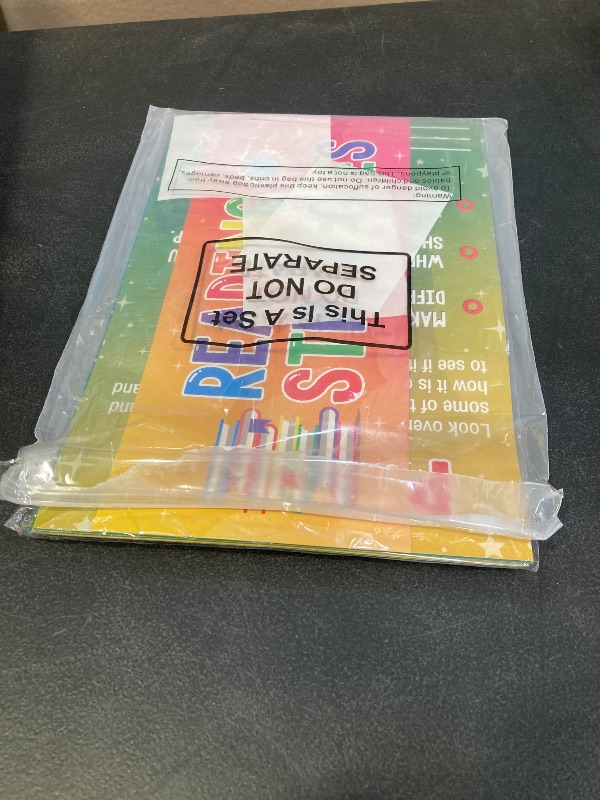 Warning:
To avoid danger of suffocation, keep this plastic bag away from
babies and children. Do not use this bag in cribs, beds, carriages,
or playpens. This bag is not a toy.
This Is A Set
DO NOT
SEPARATE
READING
Look over
some of t
how it is
to see if it
MAK
DIFF
WH
SH
and
and